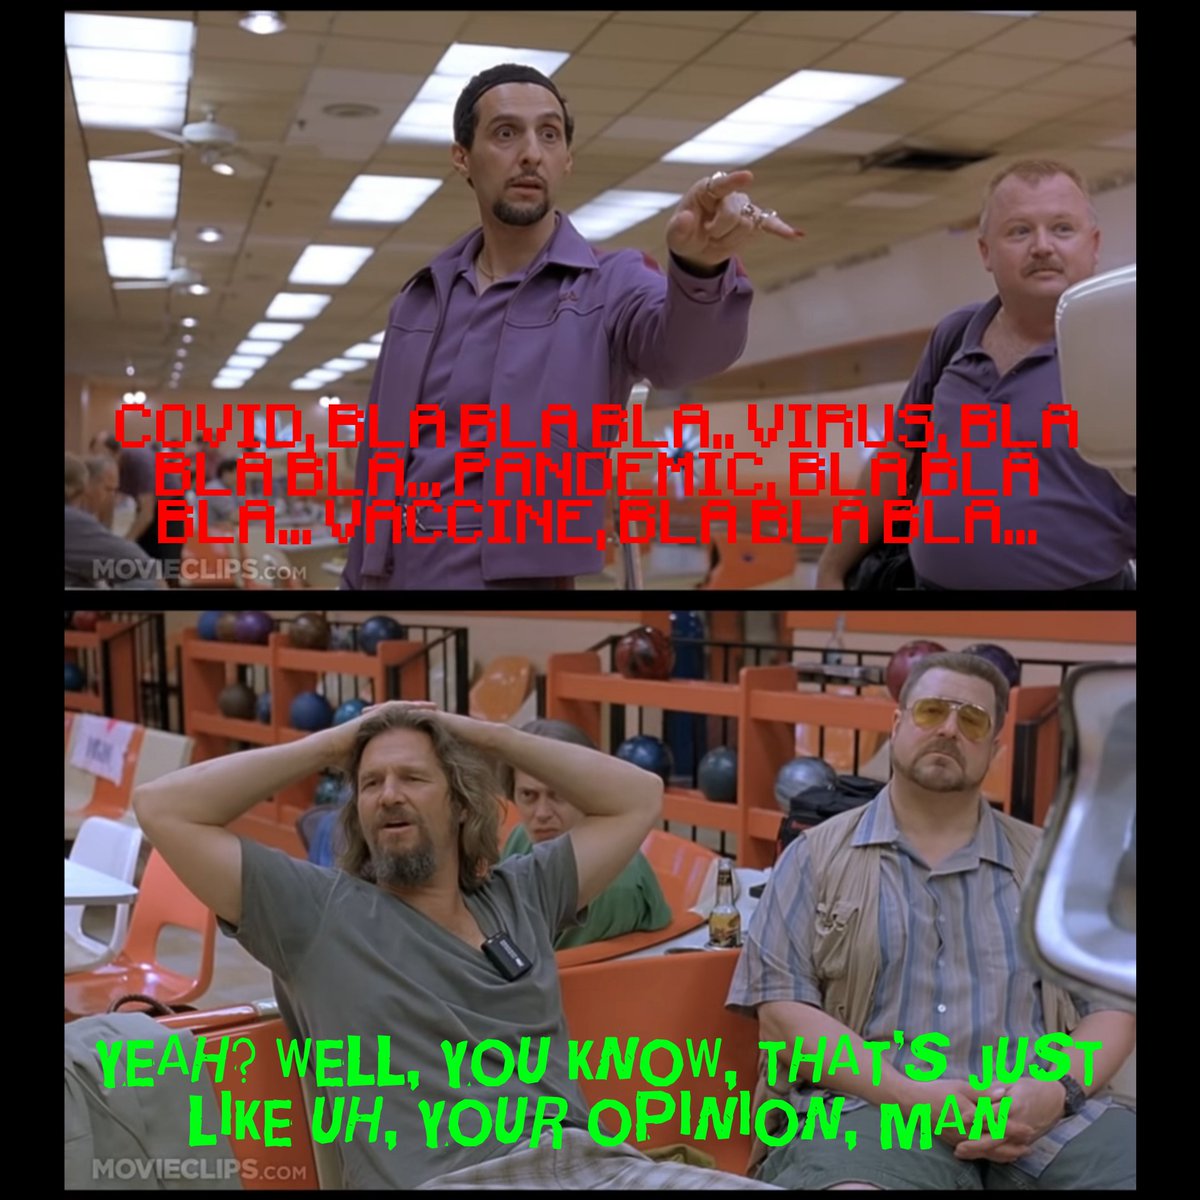 COVID, BLA BLA BLA.. VIRUS, BLA
BLA BLA... PANDEMIC, BLA BLA
BLA... VACCINE, BLA BLA BLA...
MOVIECLIPS.COM
YEAH? WELL, YOU KNOW, THAT'S JUST
LIKE UH, YOUR OPINION, MAN
MOVIECLIPS.COM